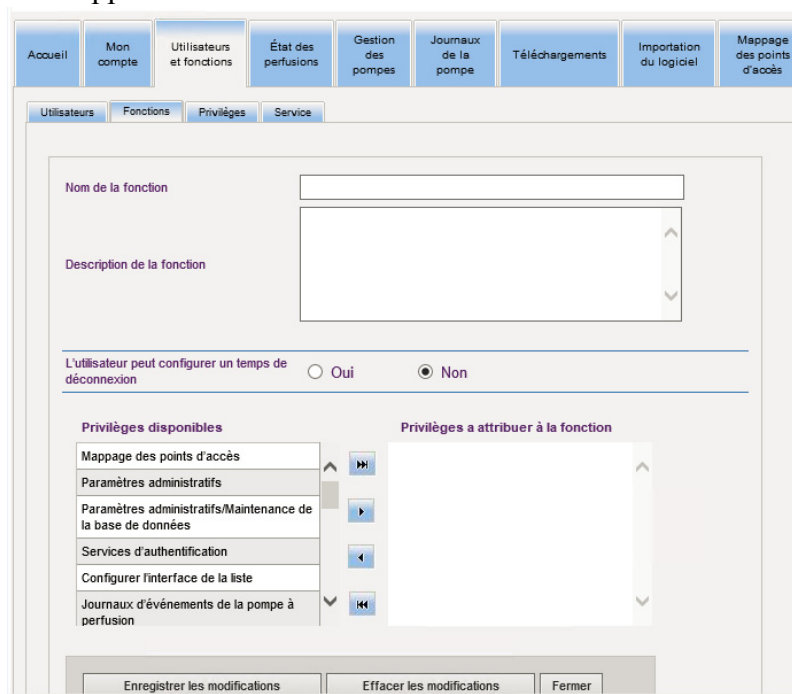 Accueil
Mon compte
Utilisateurs et fonctions
État des perfusions
Gestion des pompes
Journaux de la pompe
Téléchargements
Importation du logiciel
Mappage des points d'accès
Utilisateurs
Fonctions
Privilèges
Service
Nom de la fonction
Description de la fonction
L'utilisateur peut configurer un temps de
déconnexion
Oui
Non
Privilèges disponibles
Privilèges a attribuer à la fonction
Mappage des points d'accès
Paramètres administratifs
Paramètres administratifs/Maintenance de
la base de données
Services d'authentification
Configurer l'interface de la liste
Journaux d'événements de la pompe à
perfusion
Enregistrer les modifications
Effacer les modifications
Fermer